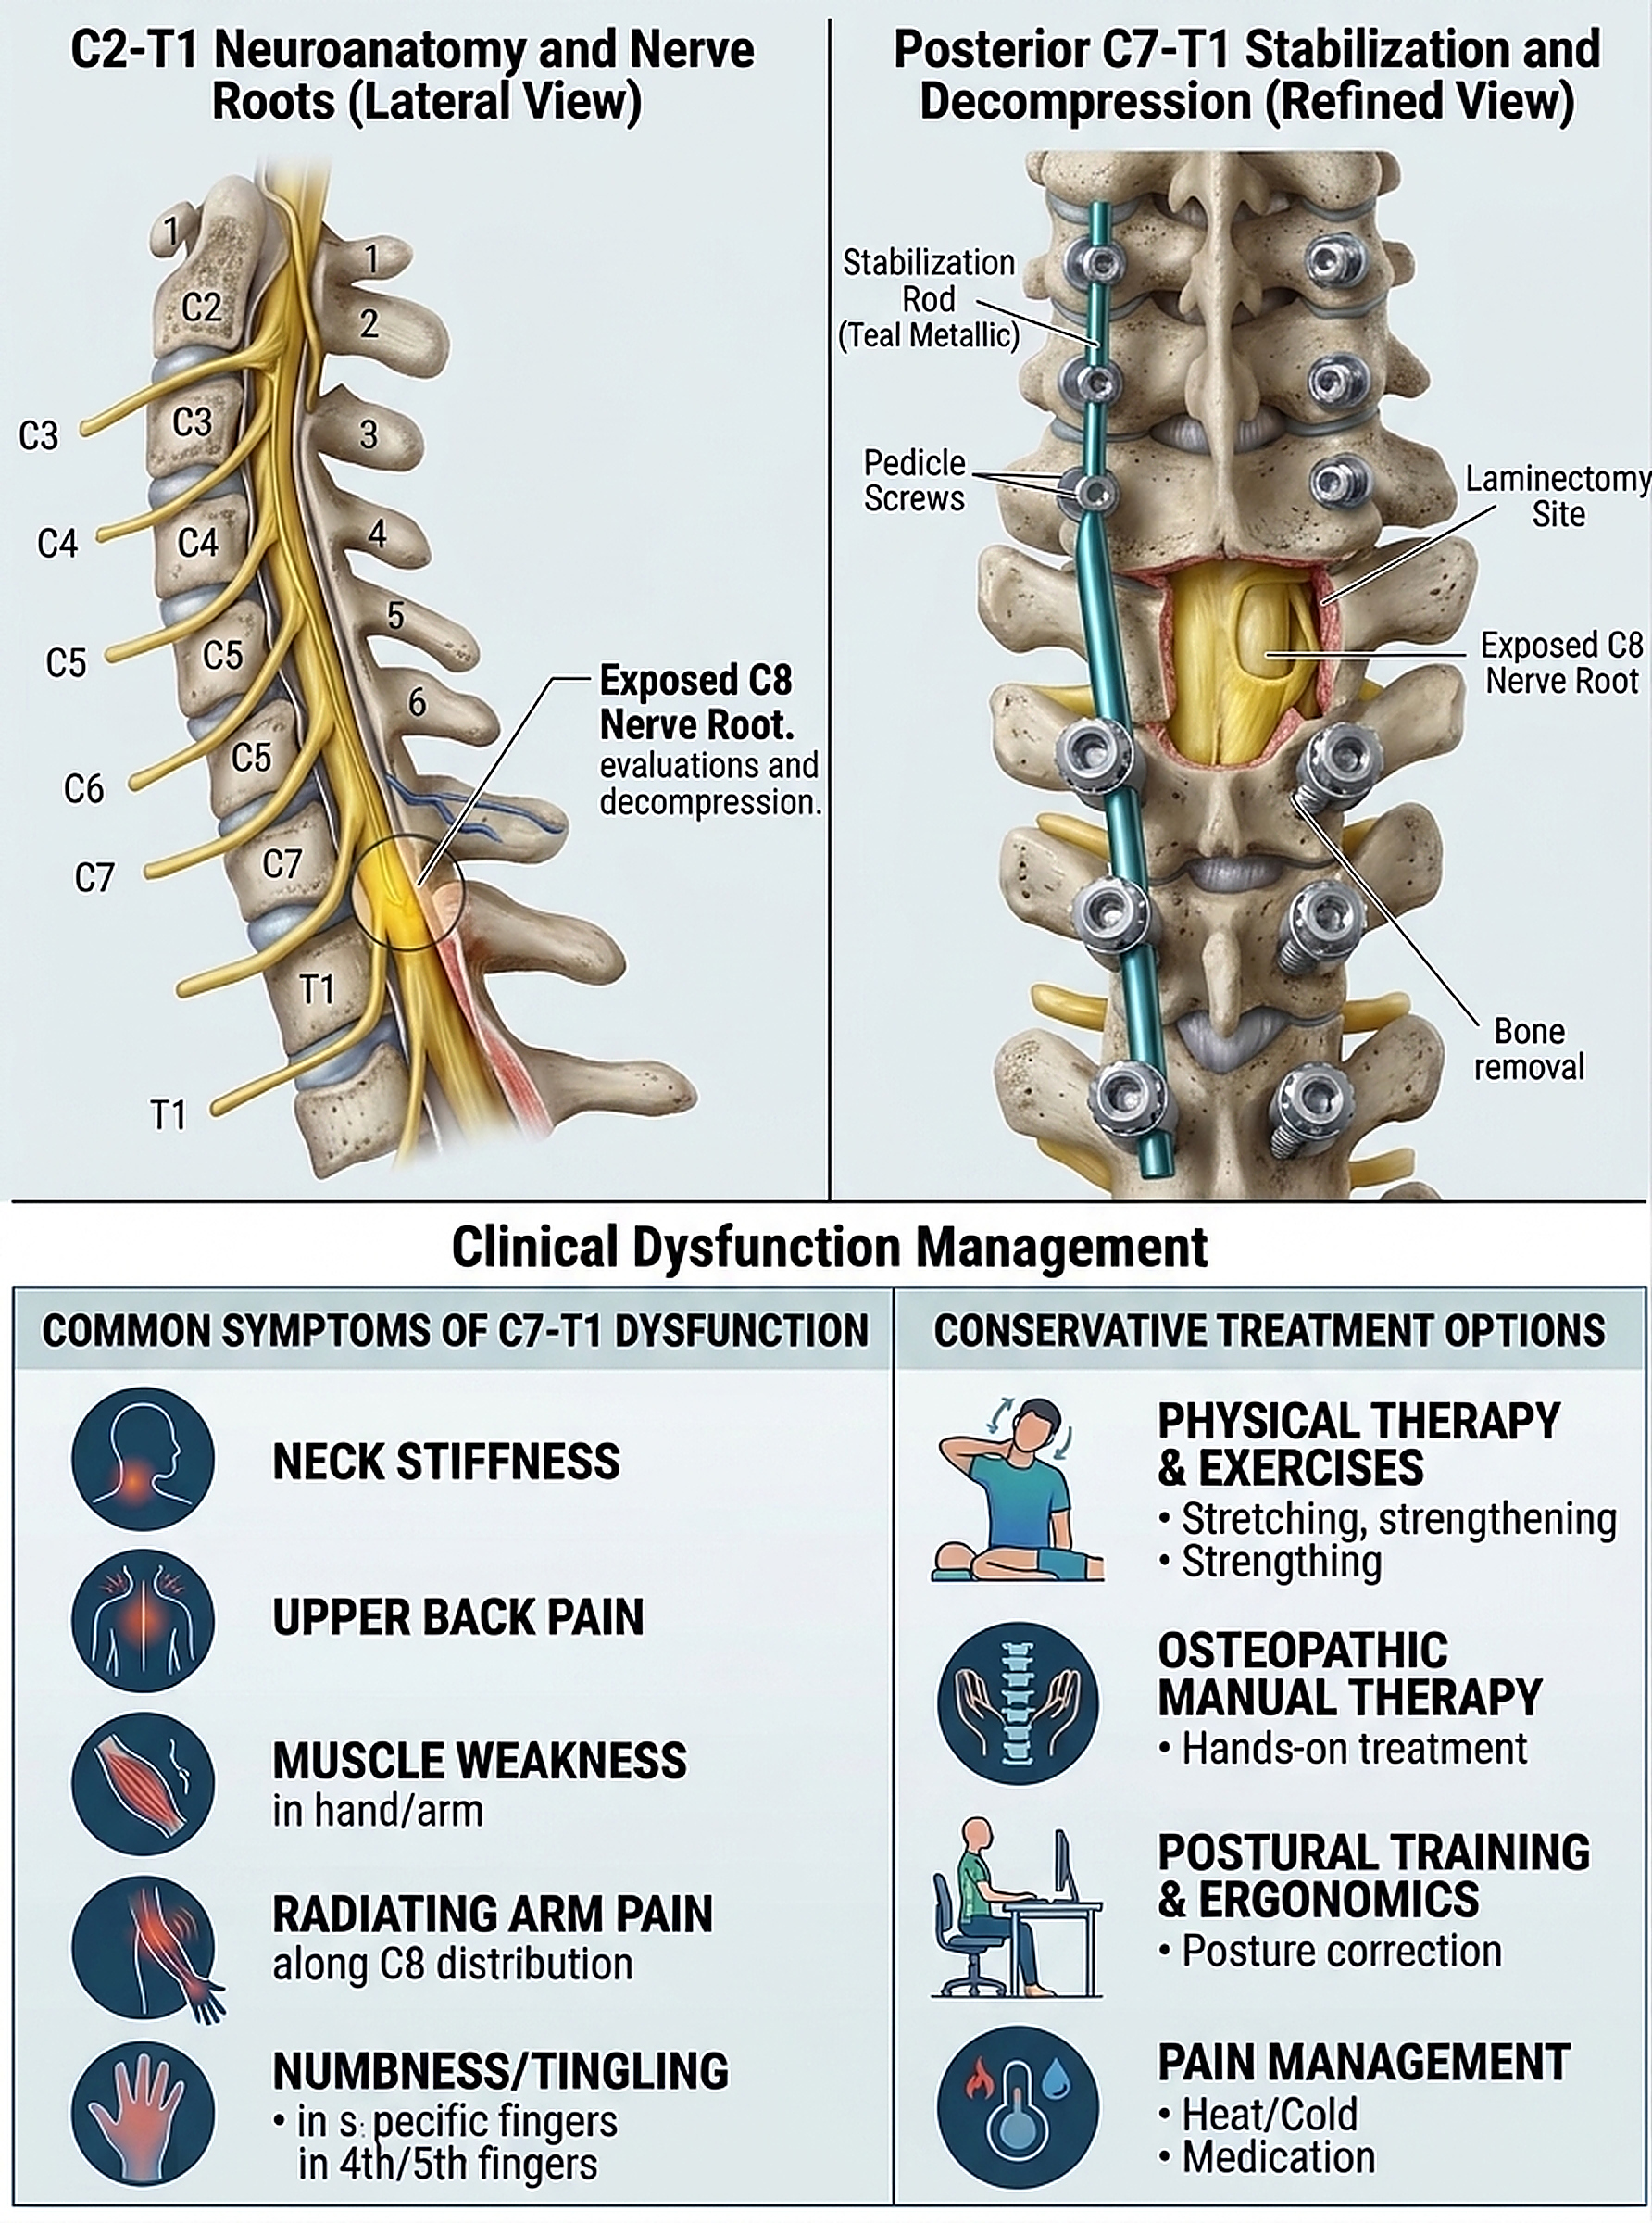 C2-T1 Neuroanatomy and Nerve
Roots (Lateral View)
1
1
C2
2
C3
C3
3
C4
C4
4
C5
C5
5
C6
C5
6
Exposed C8
Nerve Root.
evaluations and
decompression.
C7
C7
T1
T1
Posterior C7-T1 Stabilization and
Decompression (Refined View)
Stabilization
Rod
(Teal Metallic)
Pedicle
Screws
Laminectomy
Site
Exposed C8
Nerve Root
Bone
removal
Clinical Dysfunction Management
COMMON SYMPTOMS OF C7-T1 DYSFUNCTION
NECK STIFFNESS
UPPER BACK PAIN
MUSCLE WEAKNESS
in hand/arm
RADIATING ARM PAIN
along C8 distribution
NUMBNESS/TINGLING
• in s: pecific fingers
in 4th/5th fingers
CONSERVATIVE TREATMENT OPTIONS
PHYSICAL THERAPY
& EXERCISES
• Stretching, strengthening
• Strengthing
OSTEOPATHIC
MANUAL THERAPY
• Hands-on treatment
POSTURAL TRAINING
& ERGONOMICS
• Posture correction
PAIN MANAGEMENT
• Heat/Cold
• Medication